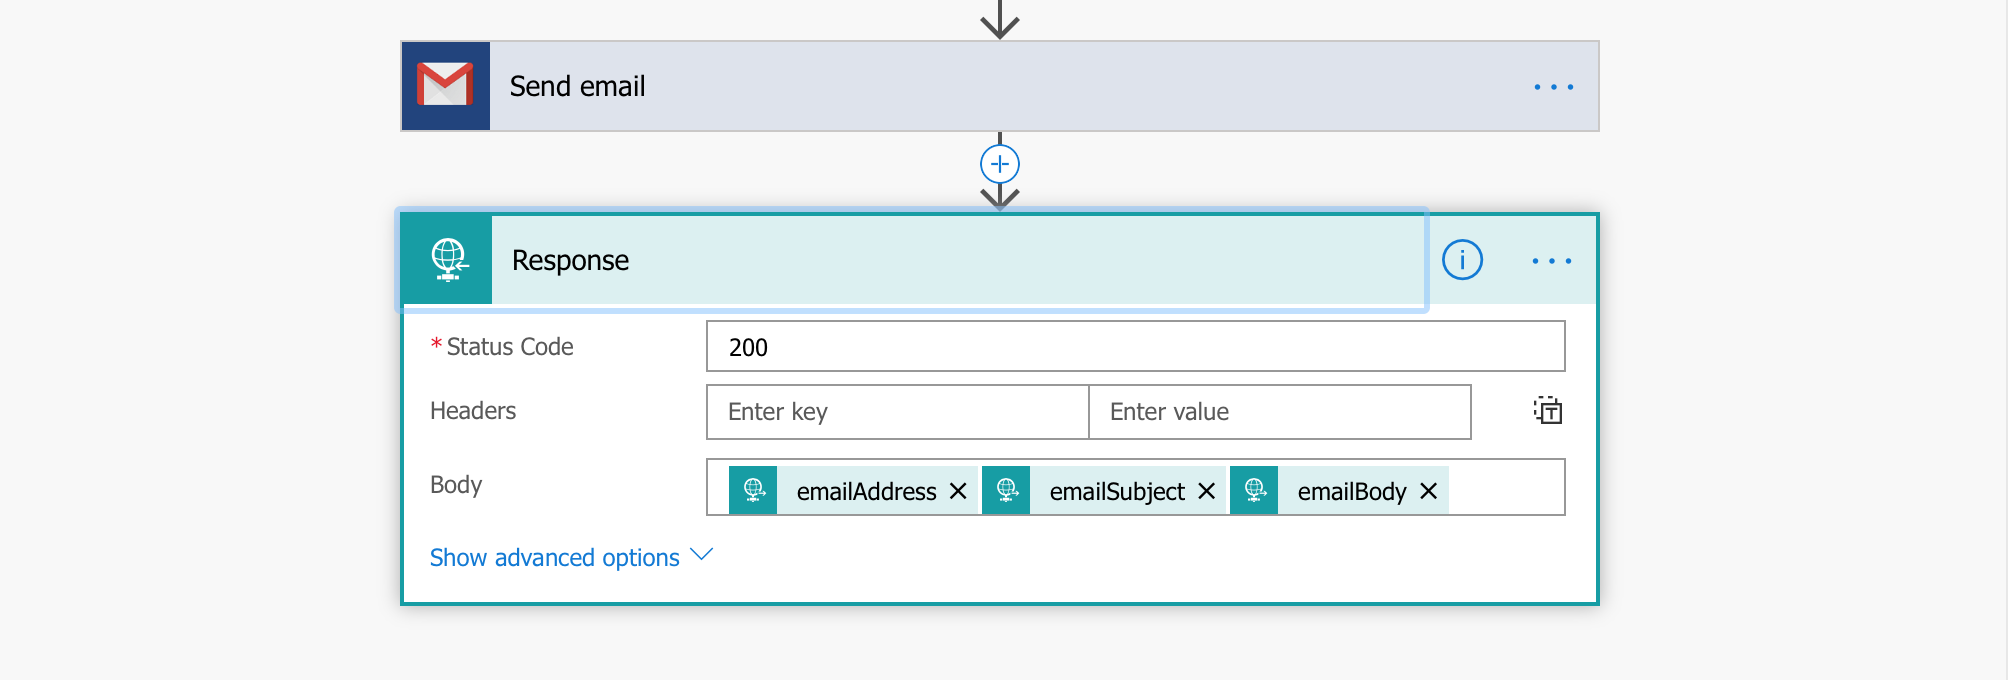 Send email
Response
* Status Code
200
Headers
Enter key
Enter value
Body
emailAddress emailSubject emailBody
Show advanced options